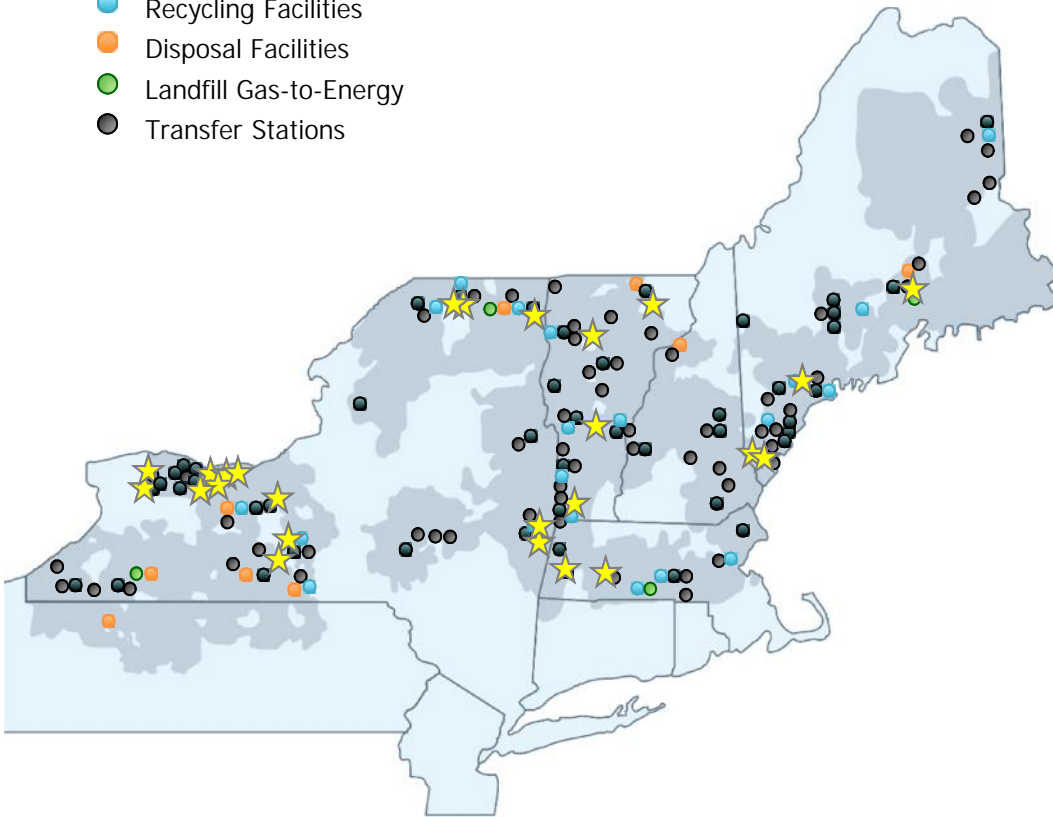 Recycling Facilities
Disposal Facilities
Landfill Gas-to-Energy
Transfer Stations